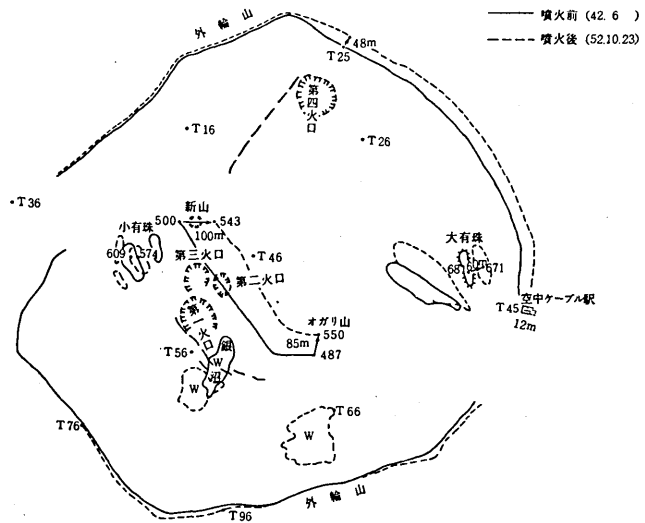 噴火前 (42. 6 )
噴火後 (52.10.23)
外輪山
48m
T25
第四火口
T16
T26
T36
新山
500
543
小有珠
100m
609
574
第三火口
T46
第二火口
大有珠
671
第一火口
オガリ山
550
85m
487
T45
空中ケーブル駅
12m
T56
銀沼
W
W
T66
W
T76
外輪山
T96